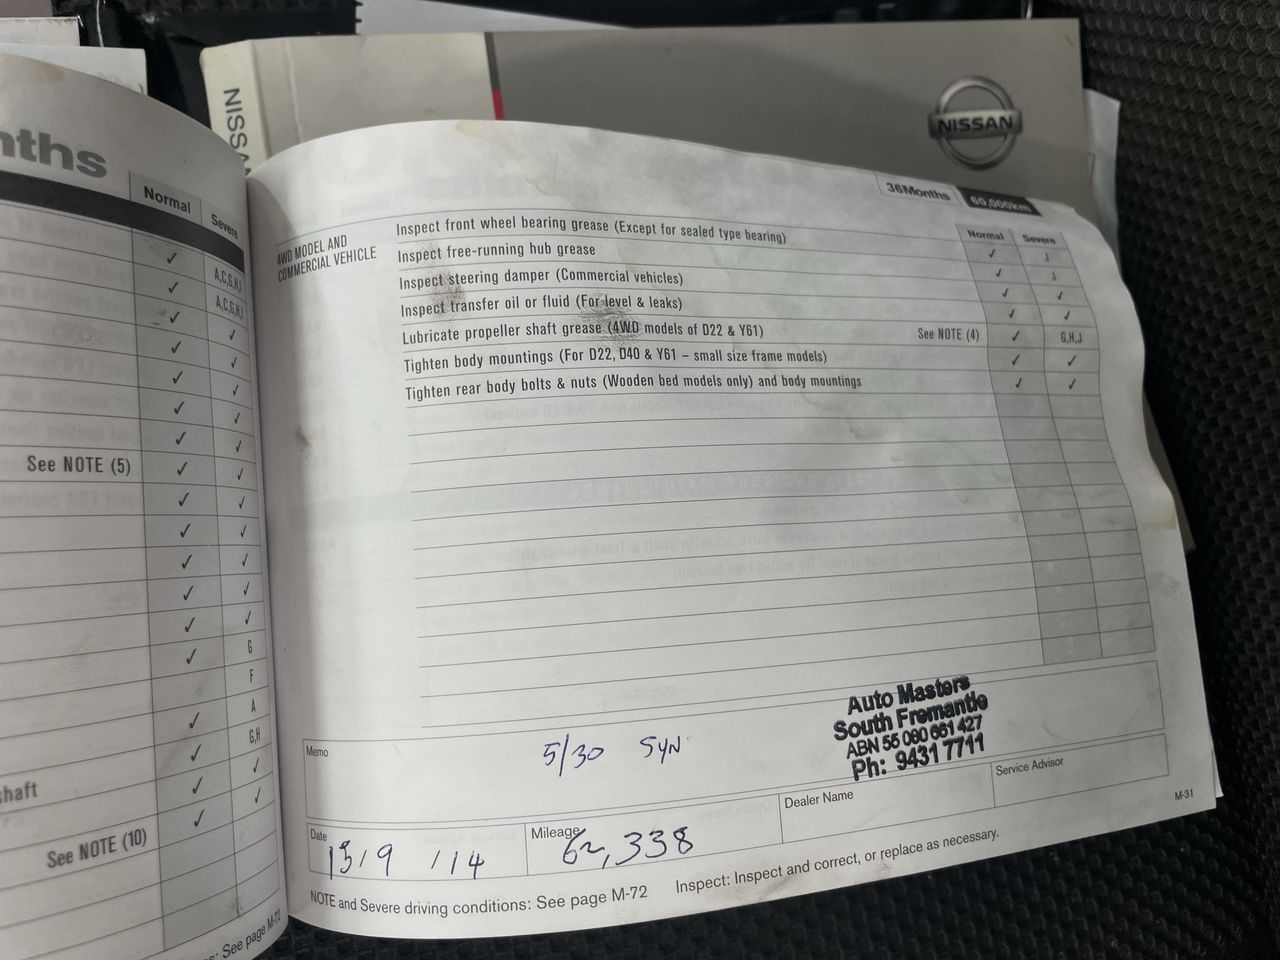 NISSA
NISSAN
nths
Normal
Severe
A,C,G,H,J
A,C,G,H,J
✓
See NOTE (5)
G
F
A
G,H
haft
See NOTE (10)
: See page M-72
36Months 60,000km
Normal Severe
4WD MODEL AND
COMMERCIAL VEHICLE
Inspect front wheel bearing grease (Except for sealed type bearing) ✓ J
Inspect free-running hub grease ✓ J
Inspect steering damper (Commercial vehicles) ✓ ✓
Inspect transfer oil or fluid (For level & leaks) ✓ ✓
Lubricate propeller shaft grease (4WD models of D22 & Y61) See NOTE (4) ✓ G,H,J
Tighten body mountings (For D22, D40 & Y61 – small size frame models) ✓ ✓
Tighten rear body bolts & nuts (Wooden bed models only) and body mountings ✓ ✓
Memo
5/30 SYN
Auto Masters
South Fremantle
ABN 55 080 661 427
Ph: 9431 7711
Date
/ 9 / 14
Mileage
62,338
Dealer Name
Service Advisor
M-31
NOTE and Severe driving conditions: See page M-72 Inspect: Inspect and correct, or replace as necessary.